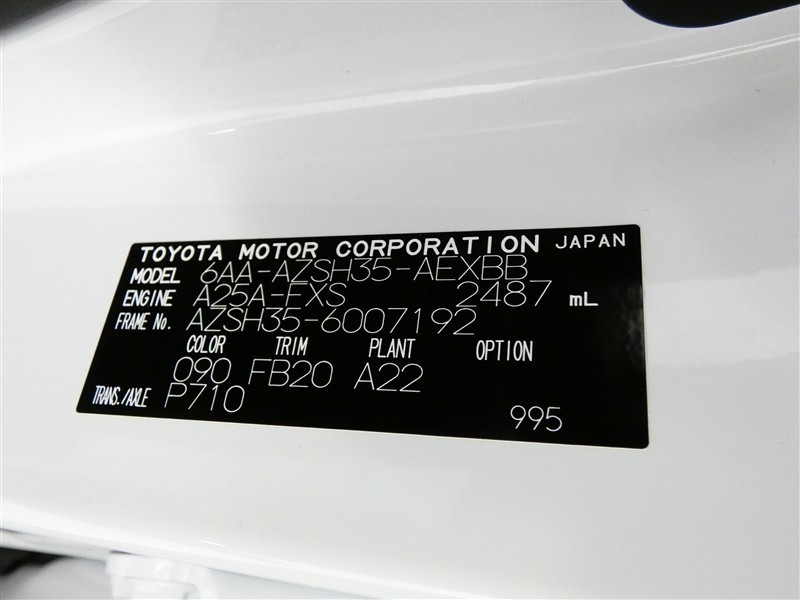 TOYOTA MOTOR CORPORATION JAPAN
MODEL 6AA-AZSH35-AEXBB
ENGINE A25A-FXS 2487 mL
FRAME No. AZSH35-6007192
COLOR TRIM PLANT OPTION
090 FB20 A22
TRANS./AXLE P710
995